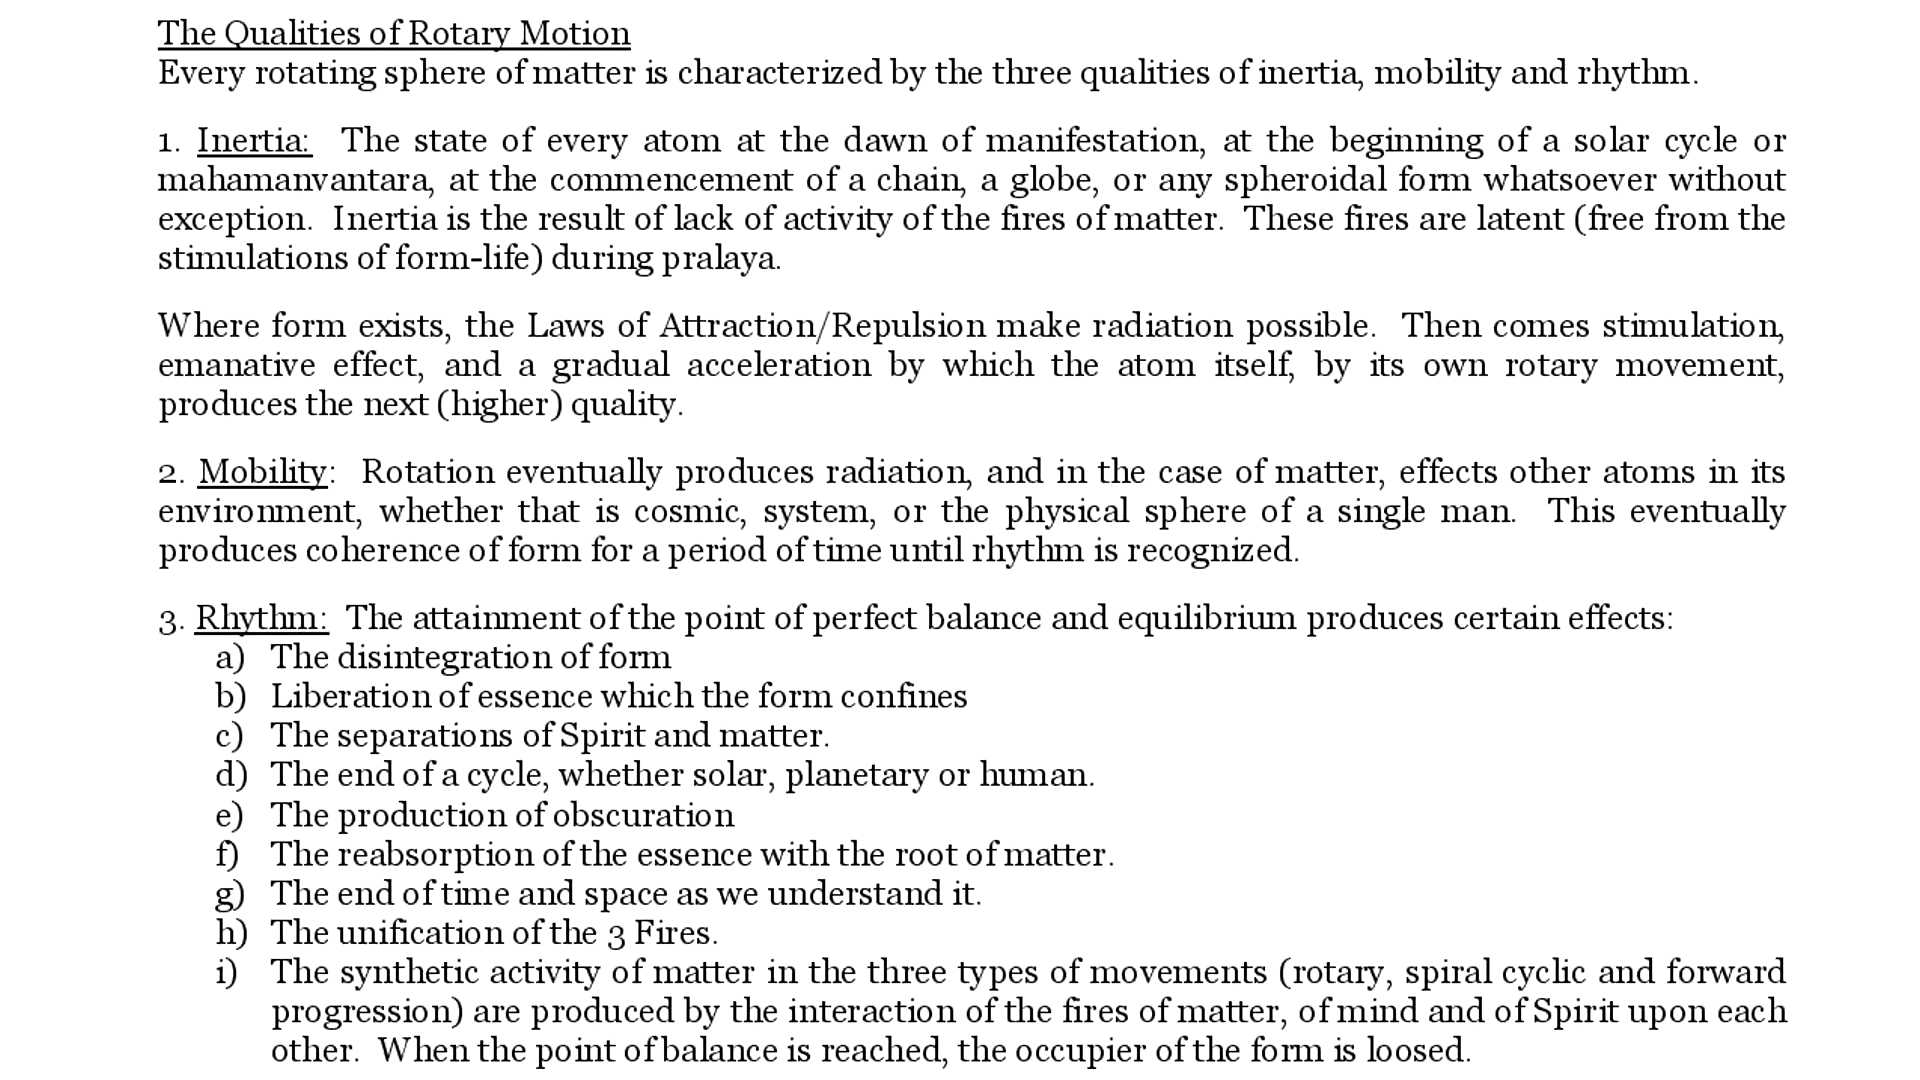 The Qualities of Rotary Motion
Every rotating sphere of matter is characterized by the three qualities of inertia, mobility and rhythm.
1. Inertia: The state of every atom at the dawn of manifestation, at the beginning of a solar cycle or
mahamanvantara, at the commencement of a chain, a globe, or any spheroidal form whatsoever without
exception. Inertia is the result of lack of activity of the fires of matter. These fires are latent (free from the
stimulations of form-life) during pralaya.
Where form exists, the Laws of Attraction/Repulsion make radiation possible. Then comes stimulation,
emanative effect, and a gradual acceleration by which the atom itself, by its own rotary movement,
produces the next (higher) quality.
2. Mobility: Rotation eventually produces radiation, and in the case of matter, effects other atoms in its
environment, whether that is cosmic, system, or the physical sphere of a single man. This eventually
produces coherence of form for a period of time until rhythm is recognized.
3. Rhythm: The attainment of the point of perfect balance and equilibrium produces certain effects:
a) The disintegration of form
b) Liberation of essence which the form confines
c) The separations of Spirit and matter.
d) The end of a cycle, whether solar, planetary or human.
e) The production of obscuration
f) The reabsorption of the essence with the root of matter.
g) The end of time and space as we understand it.
h) The unification of the 3 Fires.
i) The synthetic activity of matter in the three types of movements (rotary, spiral cyclic and forward
progression) are produced by the interaction of the fires of matter, of mind and of Spirit upon each
other. When the point of balance is reached, the occupier of the form is loosed.